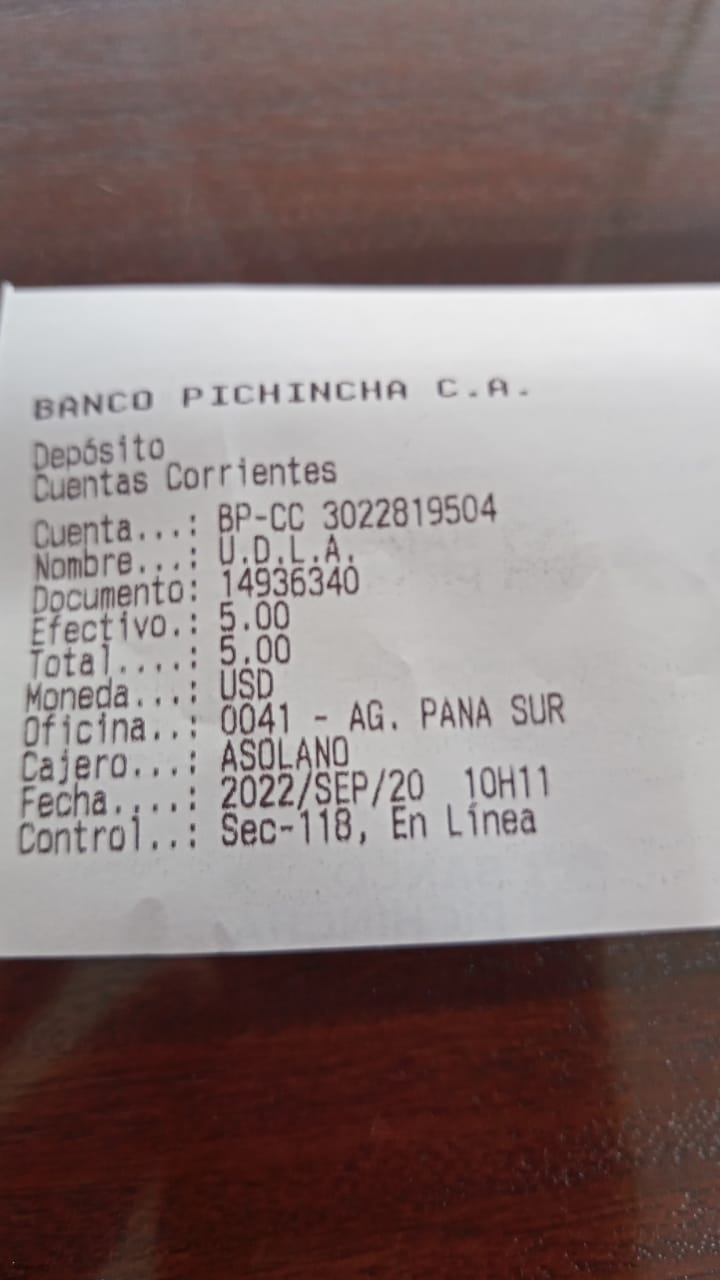 BANCO PICHINCHA C.A.
Depósito
Cuentas Corrientes
Cuenta...: BP-CC 3022819504
Nombre...: U.D.L.A.
Documento: 14936340
Efectivo.: 5.00
Total....: 5.00
Moneda...: USD
Oficina..: 0041 - AG. PANA SUR
Cajero...: ASOLANO
Fecha....: 2022/SEP/20 10H11
Control..: Sec-118, En Línea